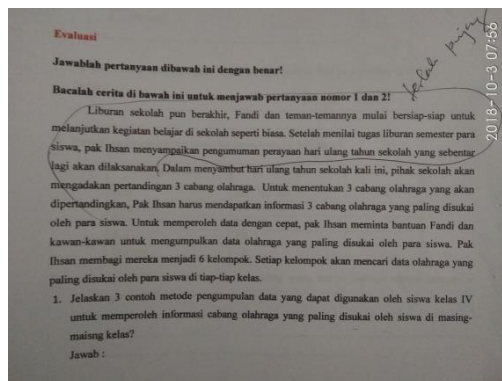 Evaluasi
Jawablah pertanyaan dibawah ini dengan benar!
Bacalah cerita di bawah ini untuk menjawab pertanyaan nomor 1 dan 2!
Liburan sekolah pun berakhir, Fandi dan teman-temannya mulai bersiap-siap untuk
melanjutkan kegiatan belajar di sekolah seperti biasa. Setelah menilai tugas liburan semester para
siswa, pak Ihsan menyampaikan pengumuman perayaan hari ulang tahun sekolah yang sebentar
lagi akan dilaksanakan. Dalam menyambut hari ulang tahun sekolah kali ini, pihak sekolah akan
mengadakan pertandingan 3 cabang olahraga. Untuk menentukan 3 cabang olahraga yang akan
dipertandingkan, Pak Ihsan harus mendapatkan informasi 3 cabang olahraga yang paling disukai
oleh para siswa. Untuk memperoleh data dengan cepat, pak Ihsan meminta bantuan Fandi dan
kawan-kawan untuk mengumpulkan data olahraga yang paling disukai oleh para siswa. Pak
Ihsan membagi mereka menjadi 6 kelompok. Setiap kelompok akan mencari data olahraga yang
paling disukai oleh para siswa di tiap-tiap kelas.
1. Jelaskan 3 contoh metode pengumpulan data yang dapat digunakan oleh siswa kelas IV
untuk memperoleh informasi cabang olahraga yang paling disukai oleh siswa di masing-
maisng kelas?
Jawab :
2018-10-3 07:56